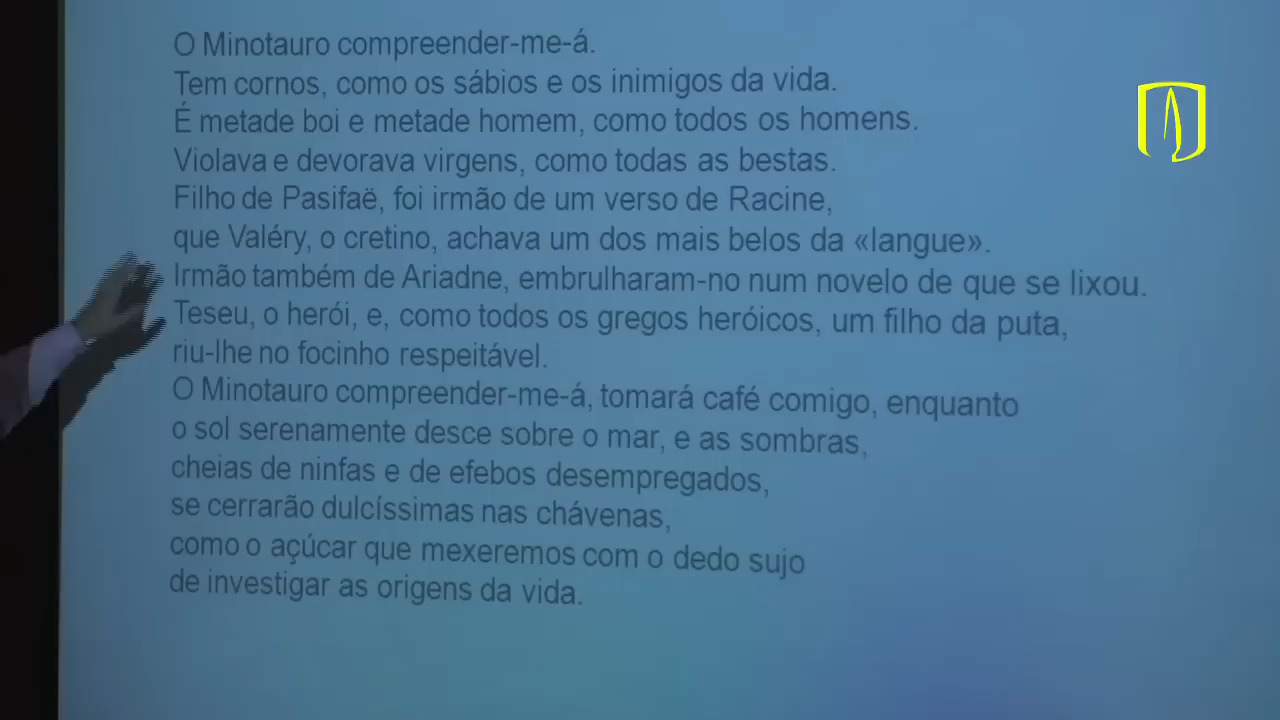 O Minotauro compreender-me-á.
Tem cornos, como os sábios e os inimigos da vida.
É metade boi e metade homem, como todos os homens.
Violava e devorava virgens, como todas as bestas.
Filho de Pasifaë, foi irmão de um verso de Racine,
que Valéry, o cretino, achava um dos mais belos da «langue».
Irmão também de Ariadne, embrulharam-no num novelo de que se lixou.
Teseu, o herói, e, como todos os gregos heróicos, um filho da puta,
riu-lhe no focinho respeitável.
O Minotauro compreender-me-á, tomará café comigo, enquanto
o sol serenamente desce sobre o mar, e as sombras,
cheias de ninfas e de efebos desempregados,
se cerrarão dulcíssimas nas chávenas,
como o açúcar que mexeremos com o dedo sujo
de investigar as origens da vida.